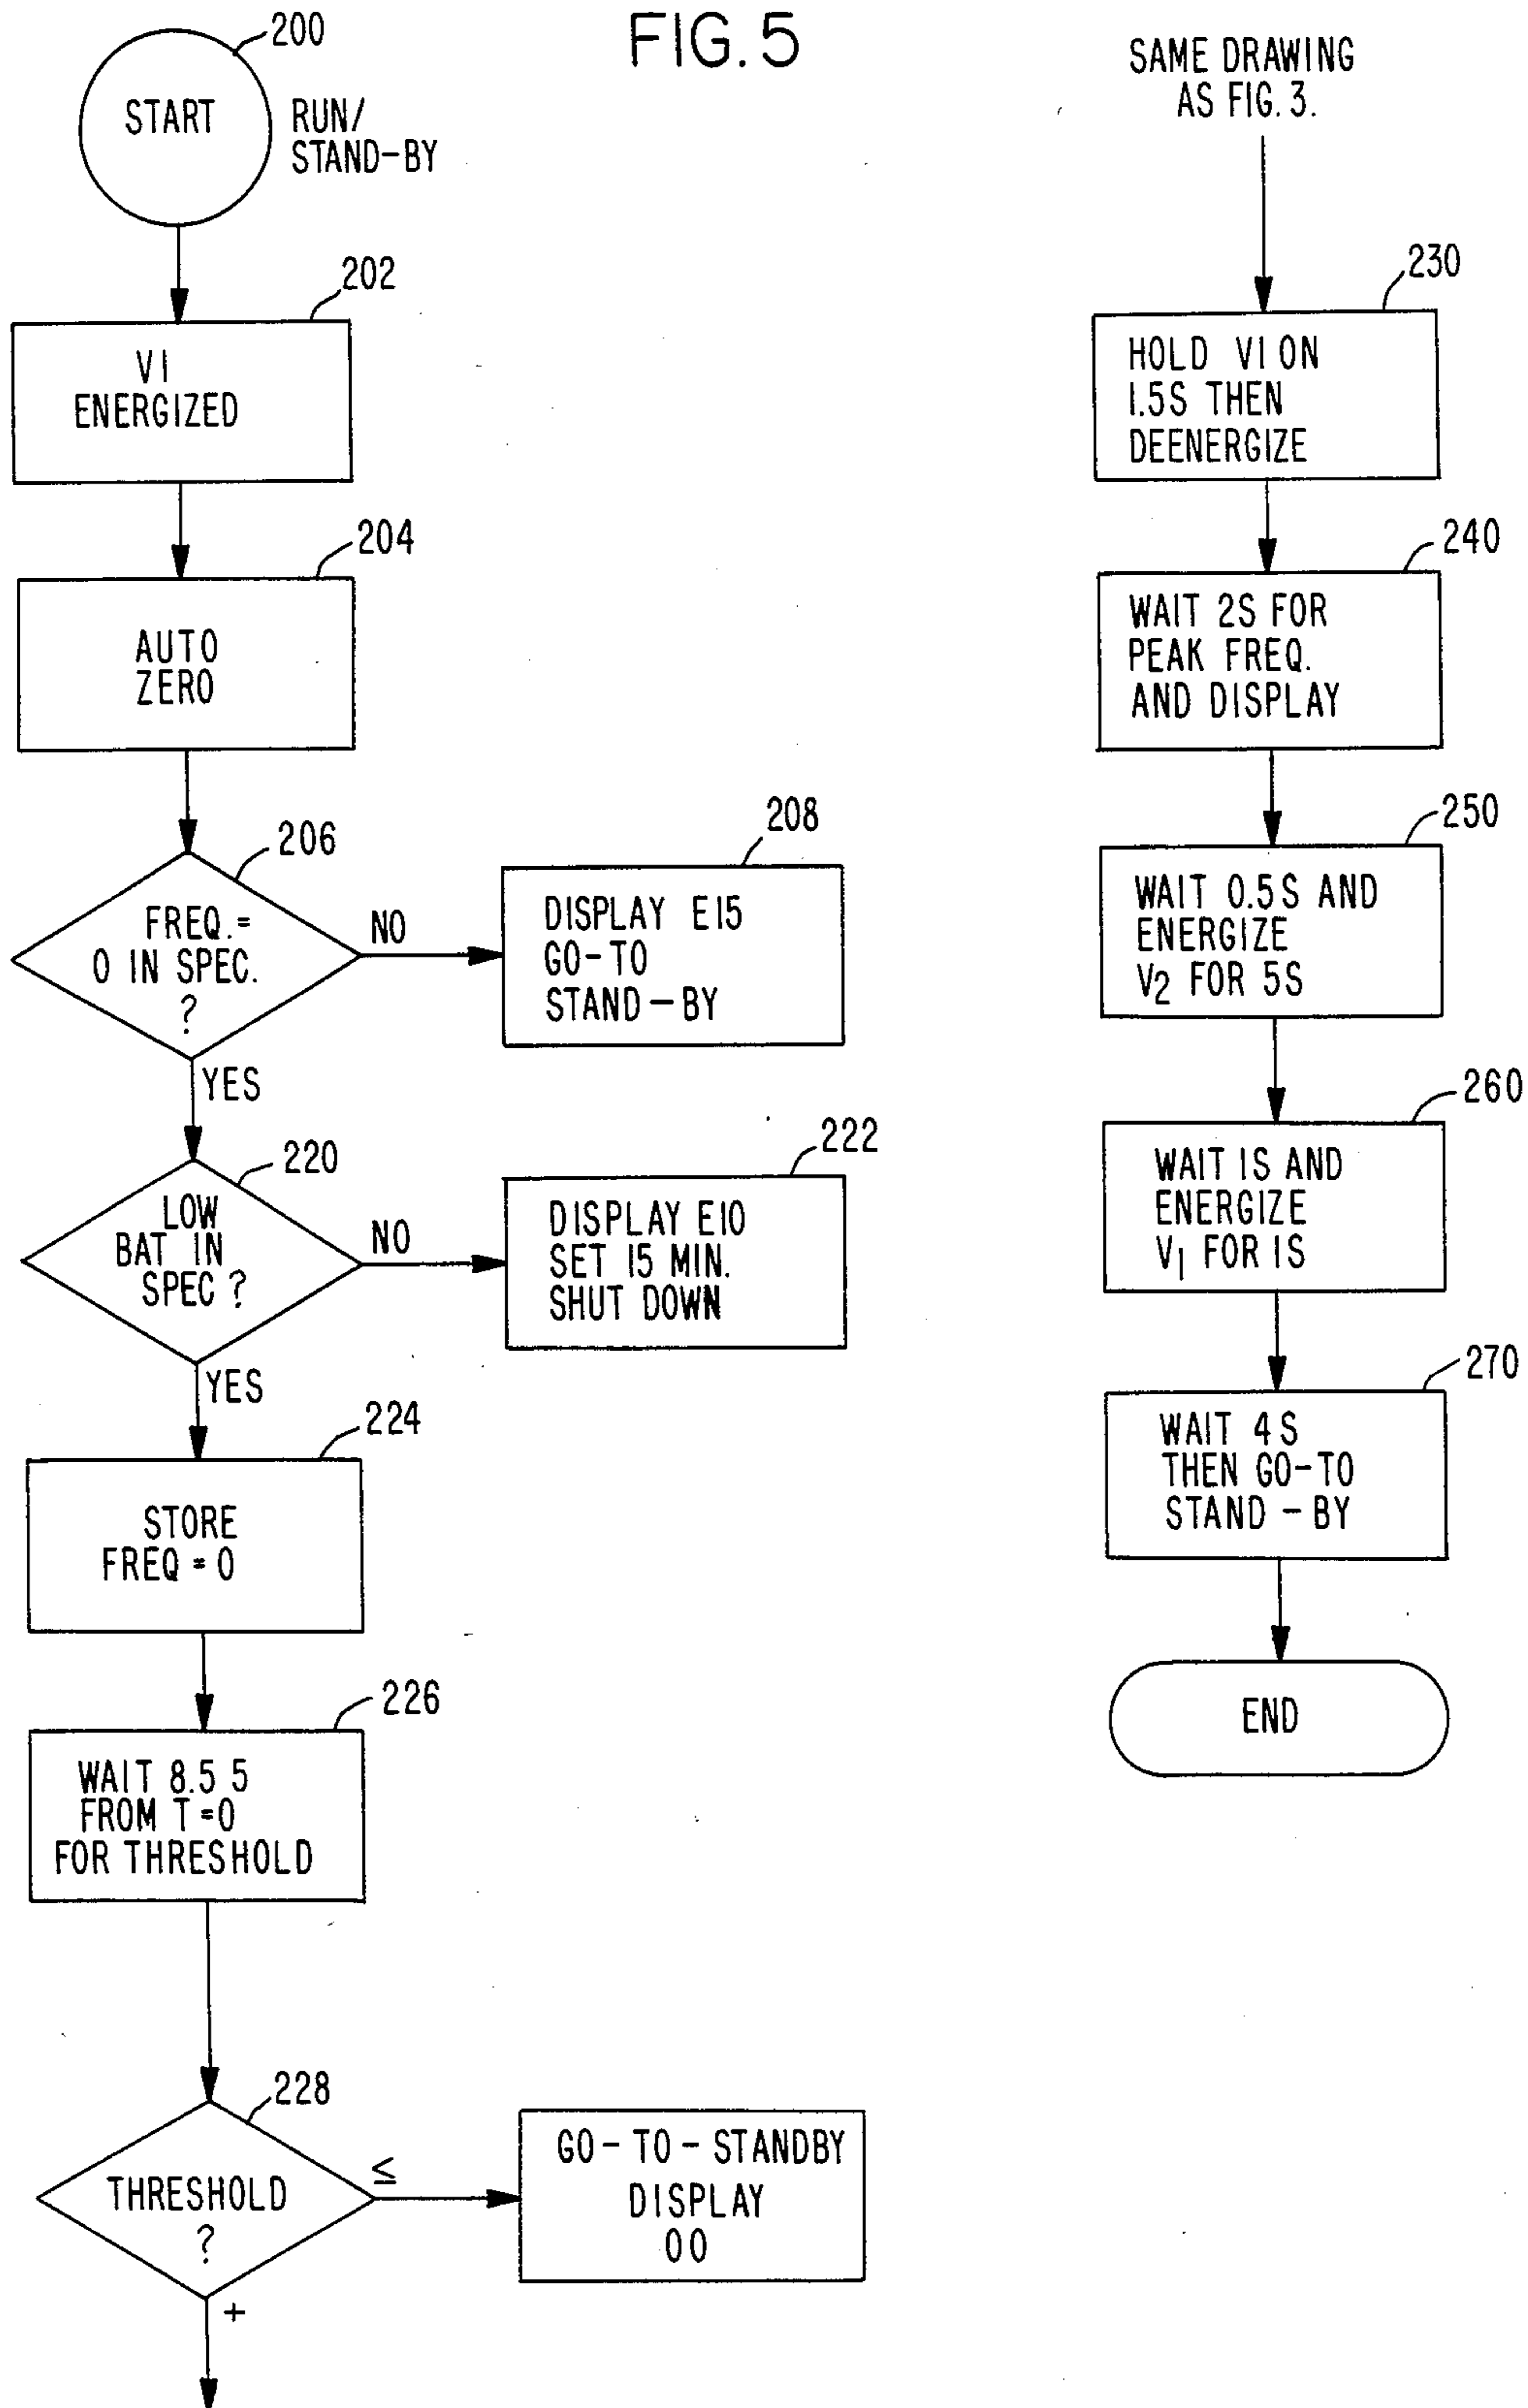 FIG. 5
200
START
RUN/
STAND-BY
202
V1
ENERGIZED
204
AUTO
ZERO
206
FREQ. =
0 IN SPEC.
?
NO
208
DISPLAY E15
GO-TO
STAND-BY
YES
220
LOW
BAT IN
SPEC ?
NO
222
DISPLAY E10
SET 15 MIN.
SHUT DOWN
YES
224
STORE
FREQ = 0
226
WAIT 8.5 5
FROM T = 0
FOR THRESHOLD
228
THRESHOLD
?
≤
GO-TO-STANDBY
DISPLAY
00
+
SAME DRAWING
AS FIG. 3.
230
HOLD V1 ON
1.5S THEN
DEENERGIZE
240
WAIT 2S FOR
PEAK FREQ.
AND DISPLAY
250
WAIT 0.5S AND
ENERGIZE
V2 FOR 5S
260
WAIT 1S AND
ENERGIZE
V1 FOR 1S
270
WAIT 4S
THEN GO-TO
STAND-BY
END